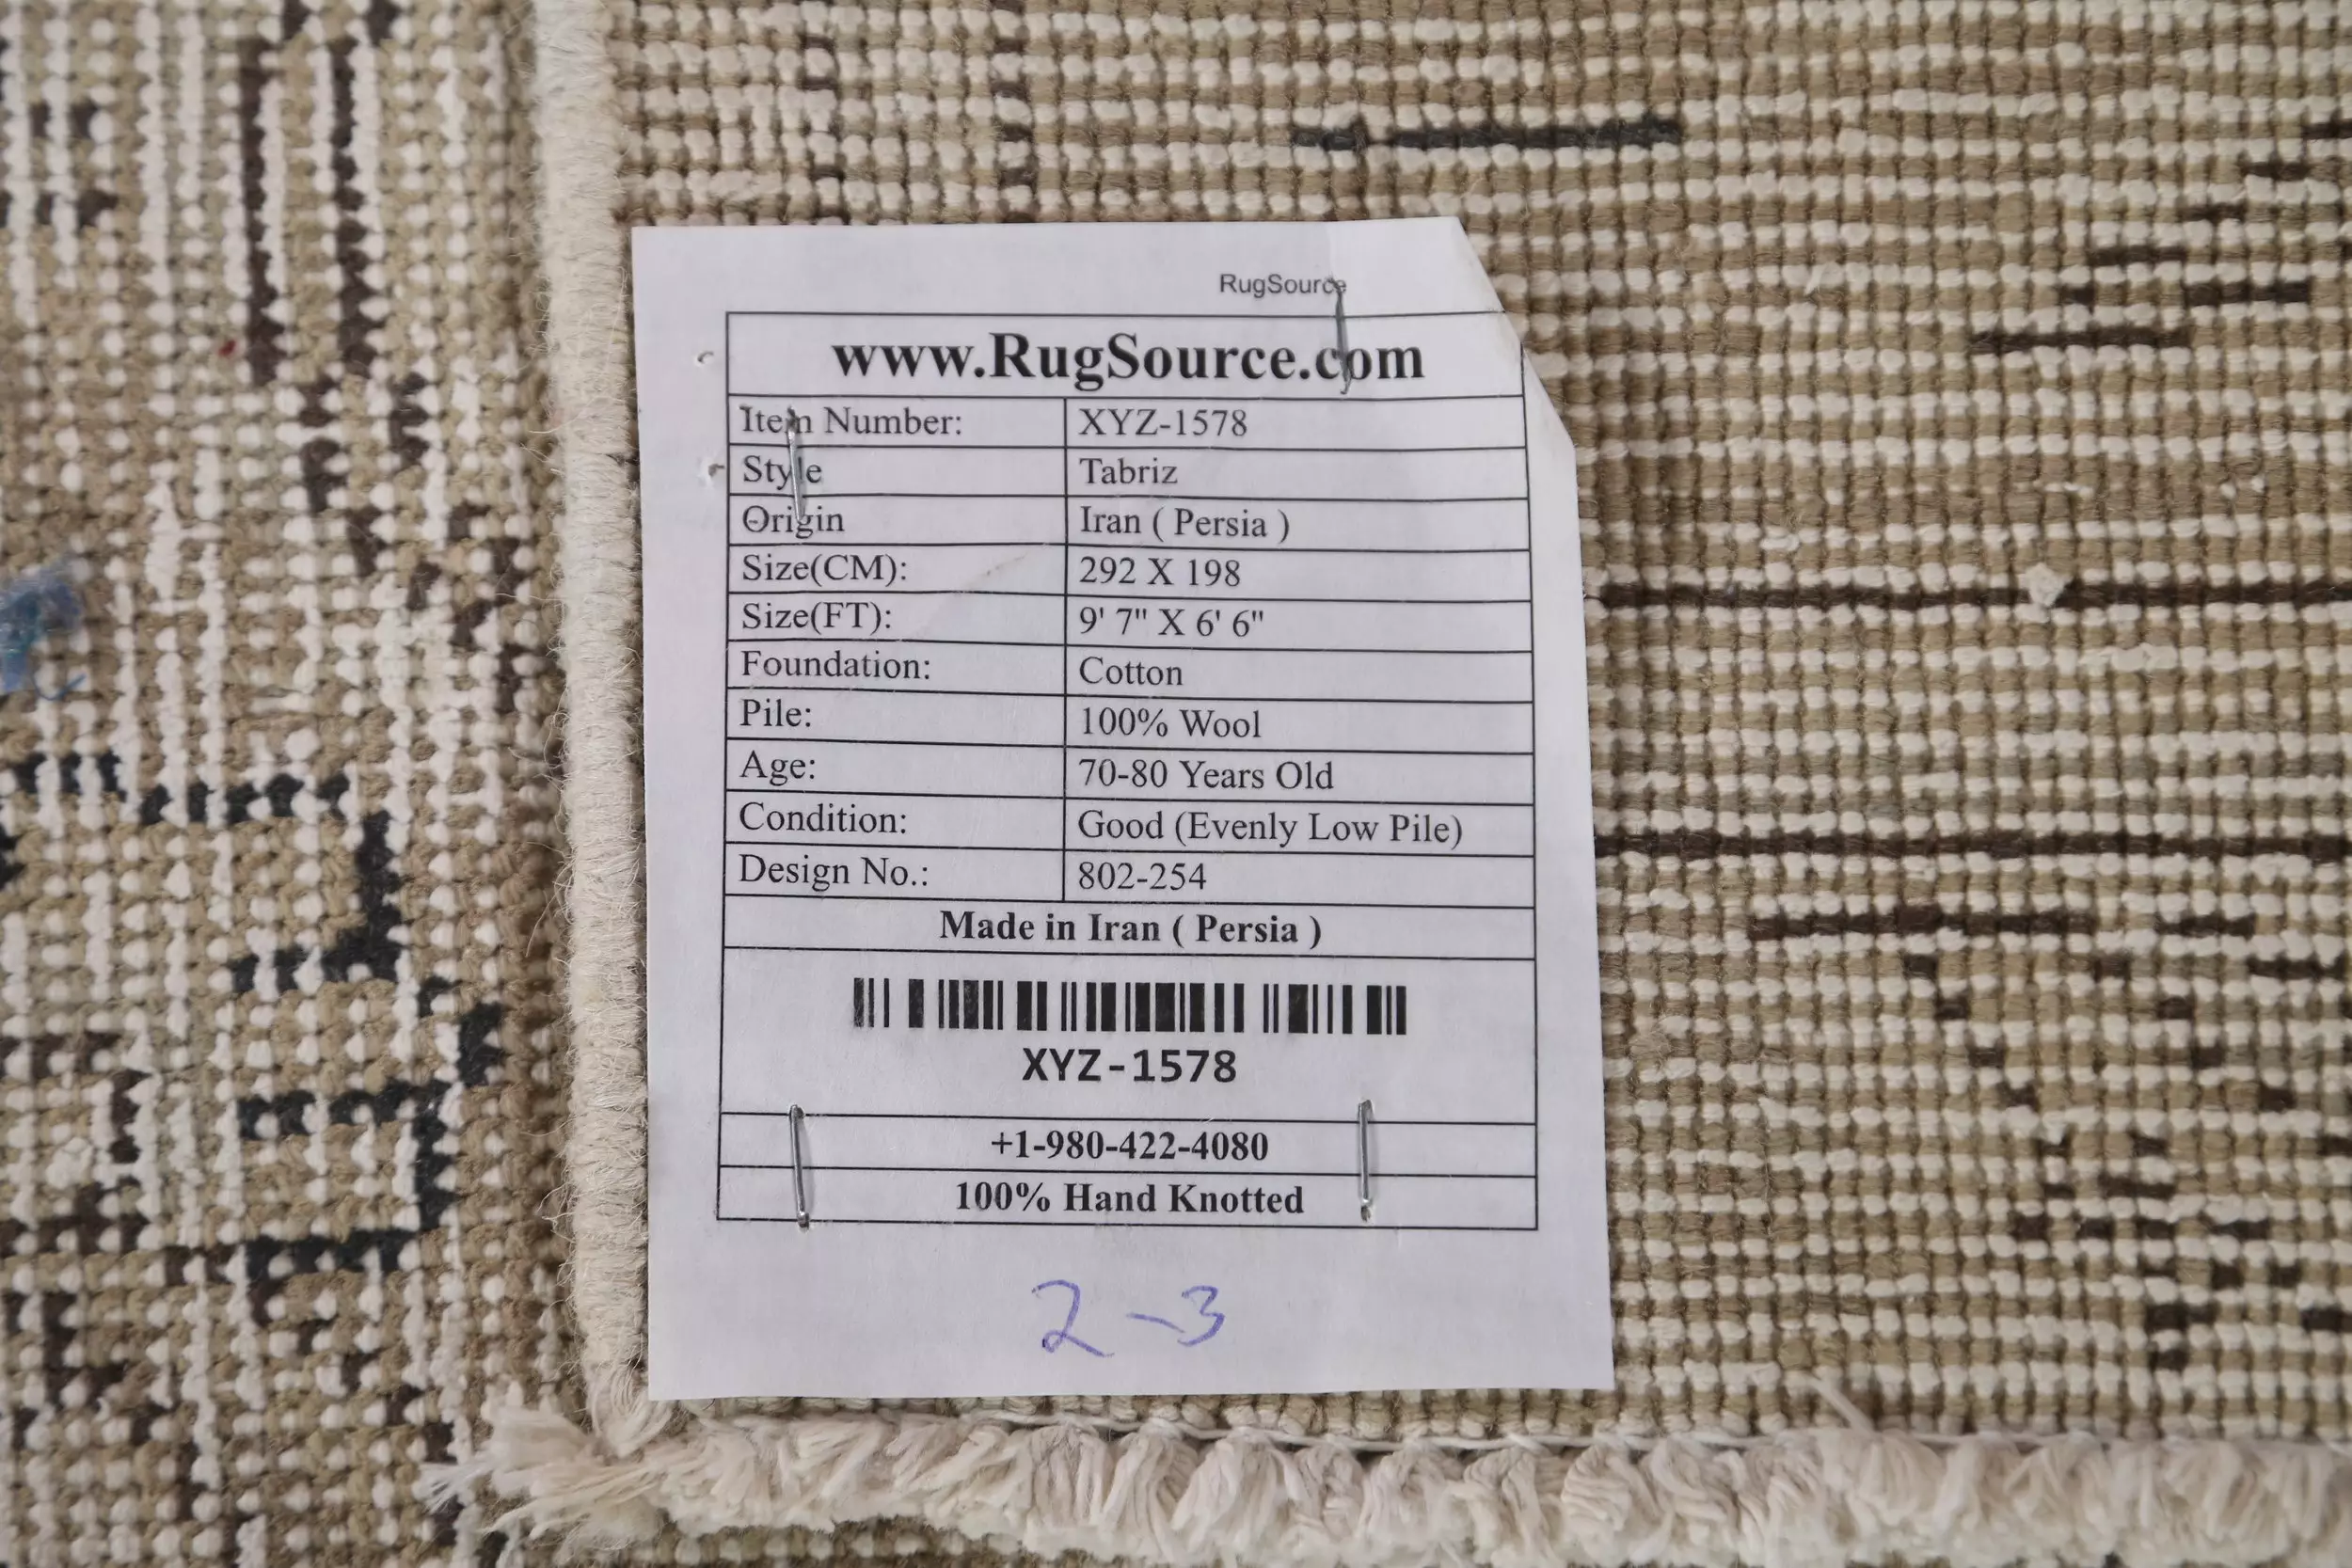 RugSource
www.RugSource.com
Item Number: XYZ-1578
Style Tabriz
Origin Iran ( Persia )
Size(CM): 292 X 198
Size(FT): 9' 7" X 6' 6"
Foundation: Cotton
Pile: 100% Wool
Age: 70-80 Years Old
Condition: Good (Evenly Low Pile)
Design No.: 802-254
Made in Iran ( Persia )
XYZ-1578
+1-980-422-4080
100% Hand Knotted
2-3